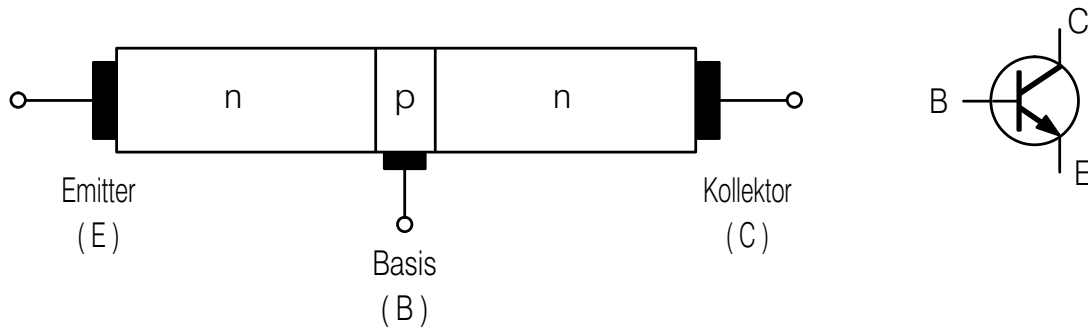 n p n
Emitter
( E )
Basis
( B )
Kollektor
( C )
C
B
E